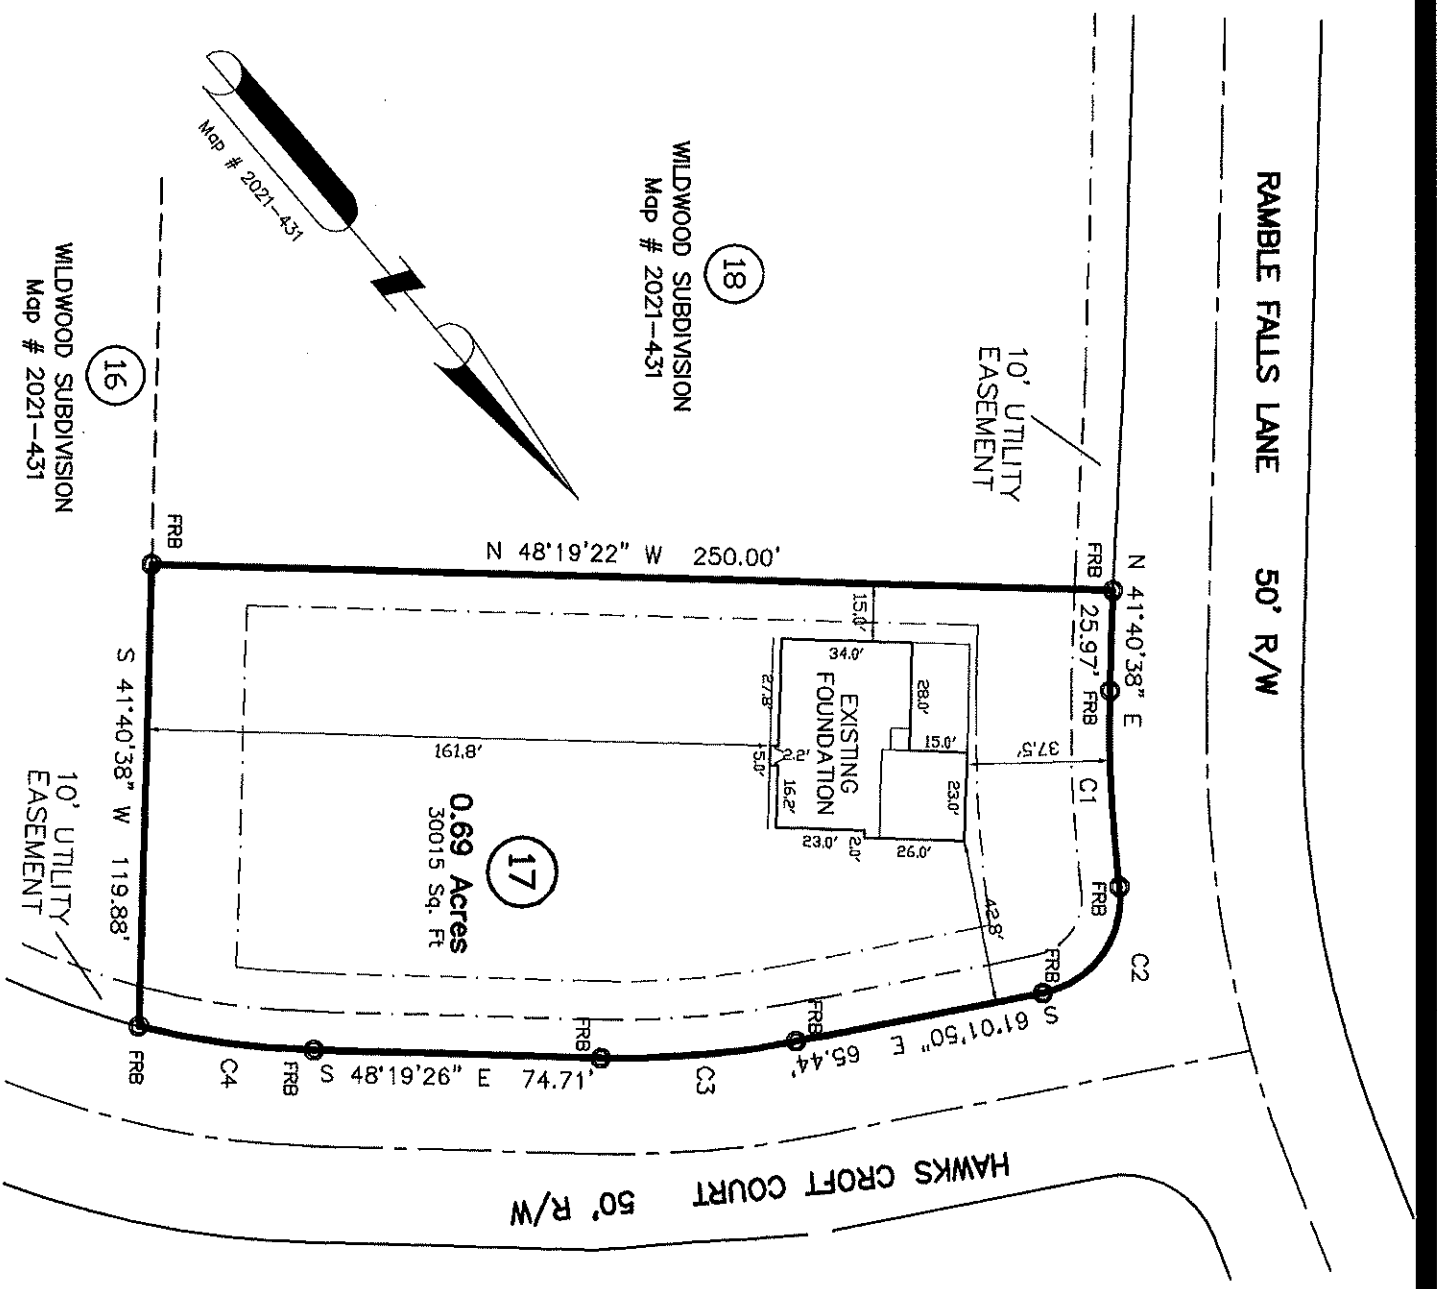 RAMBLE FALLS LANE 50' R/W
10' UTILITY
EASEMENT
18
WILDWOOD SUBDIVISION
Map # 2021-431
Map # 2021-431
16
WILDWOOD SUBDIVISION
Map # 2021-431
N 41°40'38" E
25.97'
FRB
FRB
C1
FRB
C2
FRB
S 61°01'50" E 65.44'
FRB
C3
FRB
S 48°19'26" E 74.71'
FRB
C4
FRB
S 41°40'38" W 119.88'
FRB
N 48°19'22" W 250.00'
15.0'
34.0'
28.0'
15.0'
37.5'
23.0'
EXISTING
FOUNDATION
27.8'
2.2'
5.0'
16.2'
23.0'
2.0'
26.0'
42.8'
161.8'
17
0.69 Acres
30015 Sq. Ft
10' UTILITY
EASEMENT
HAWKS CROFT COURT 50' R/W